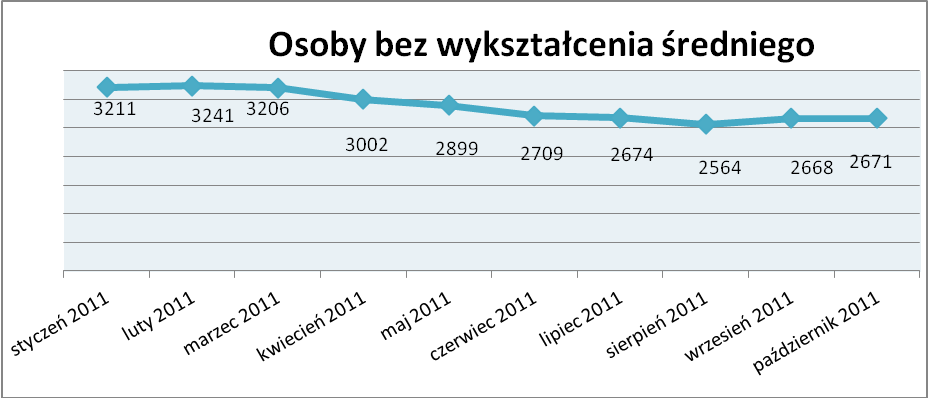 Osoby bez wykształcenia średniego
3211
3241
3206
3002
2899
2709
2674
2564
2668
2671
styczeń 2011
luty 2011
marzec 2011
kwiecień 2011
maj 2011
czerwiec 2011
lipiec 2011
sierpień 2011
wrzesień 2011
październik 2011